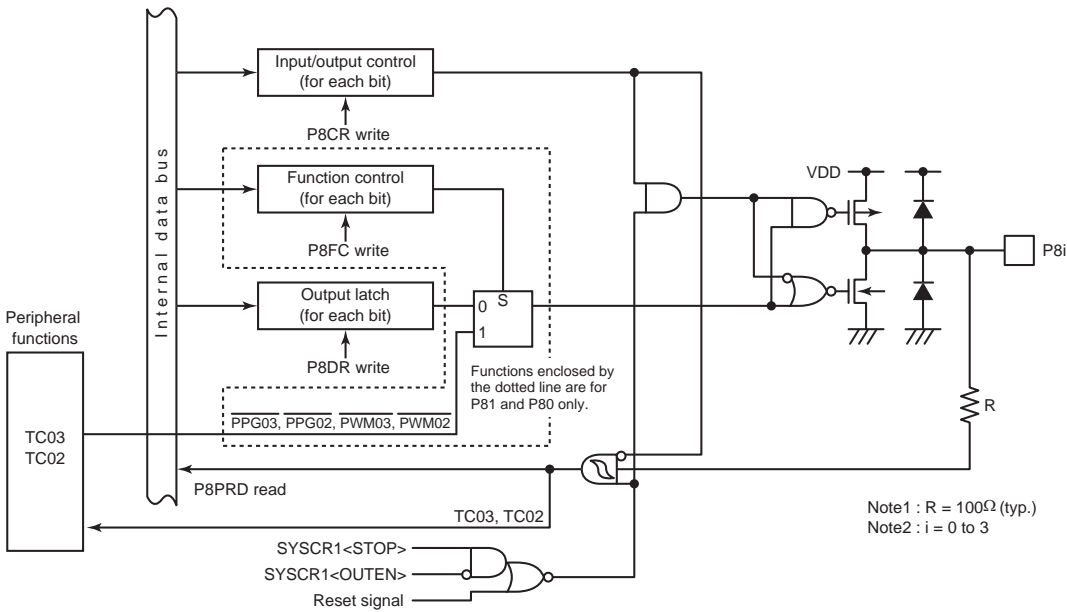 Input/output control
(for each bit)
P8CR write
Function control
(for each bit)
P8FC write
Output latch
(for each bit)
P8DR write
Internal data bus
Peripheral
functions
TC03
TC02
S
0
1
Functions enclosed by
the dotted line are for
P81 and P80 only.
PPG03, PPG02, PWM03, PWM02
P8PRD read
TC03, TC02
SYSCR1<STOP>
SYSCR1<OUTEN>
Reset signal
VDD
P8i
R
Note1 : R = 100Ω (typ.)
Note2 : i = 0 to 3